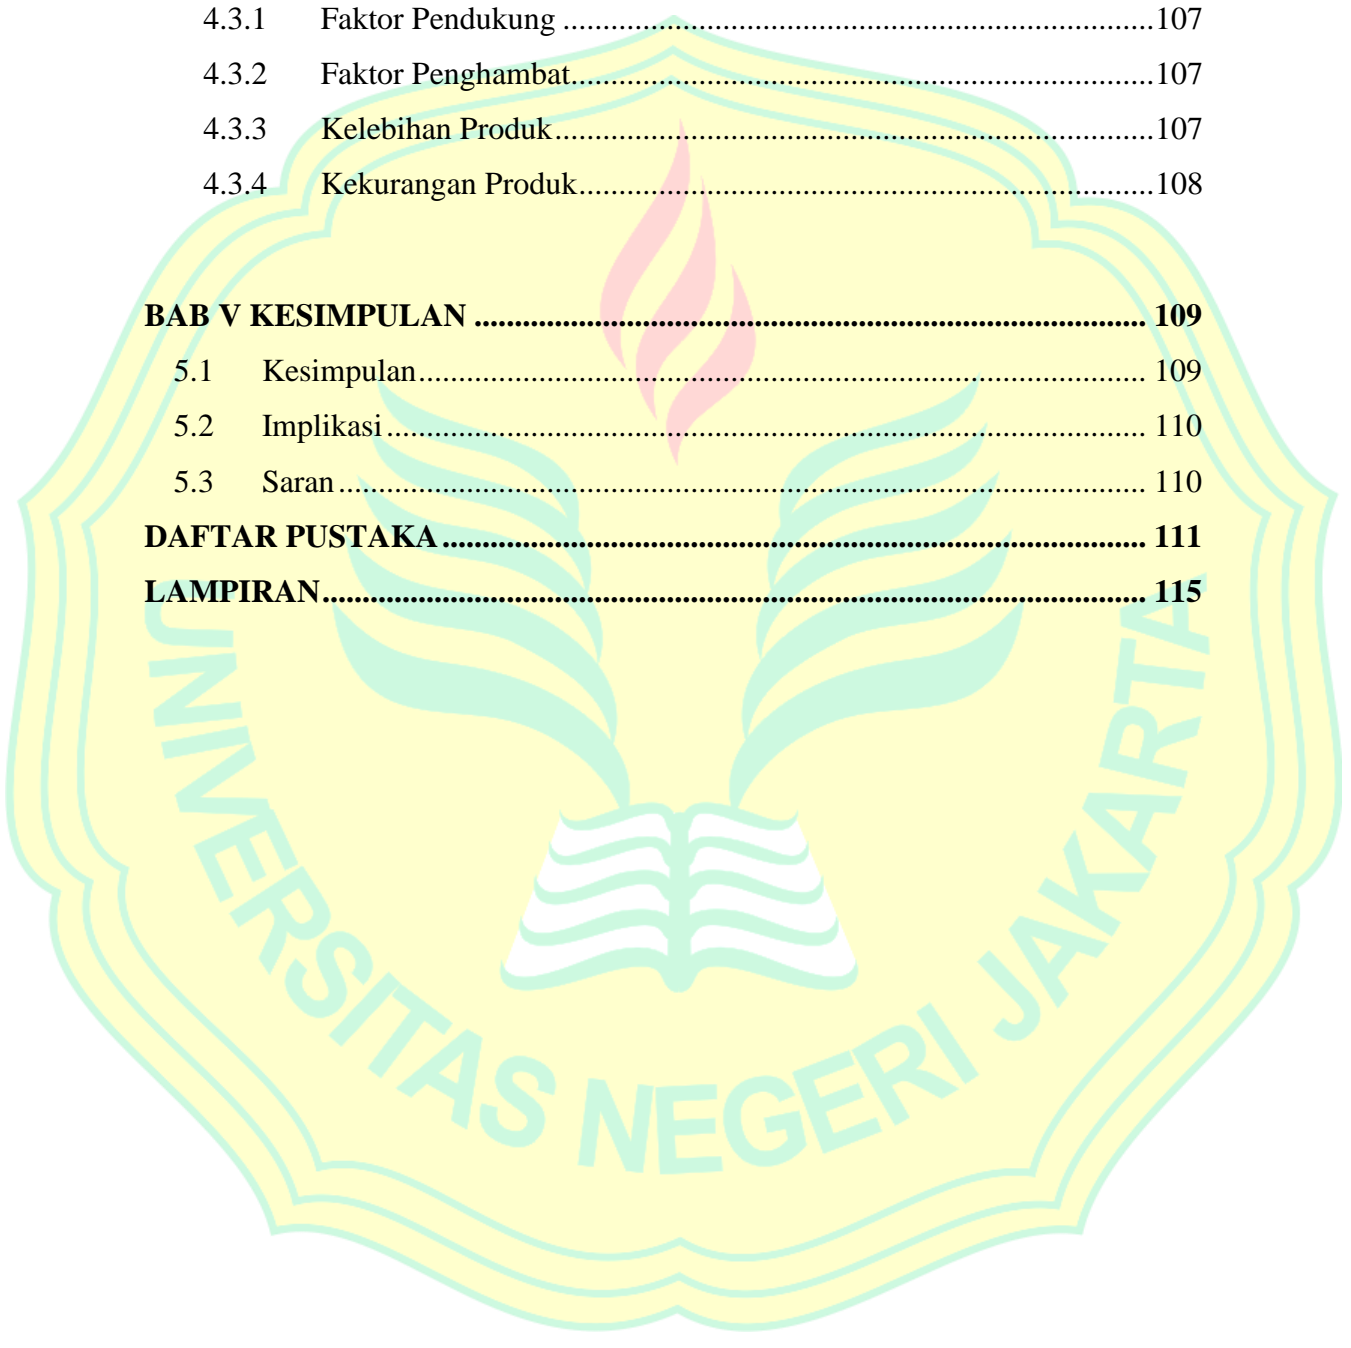 4.3.1 Faktor Pendukung ..........................................................................107
4.3.2 Faktor Penghambat.........................................................................107
4.3.3 Kelebihan Produk...........................................................................107
4.3.4 Kekurangan Produk........................................................................108
BAB V KESIMPULAN ..................................................................................... 109
5.1 Kesimpulan............................................................................................ 109
5.2 Implikasi ................................................................................................ 110
5.3 Saran ...................................................................................................... 110
DAFTAR PUSTAKA ......................................................................................... 111
LAMPIRAN........................................................................................................ 115
UNIVERSITAS NEGERI JAKARTA